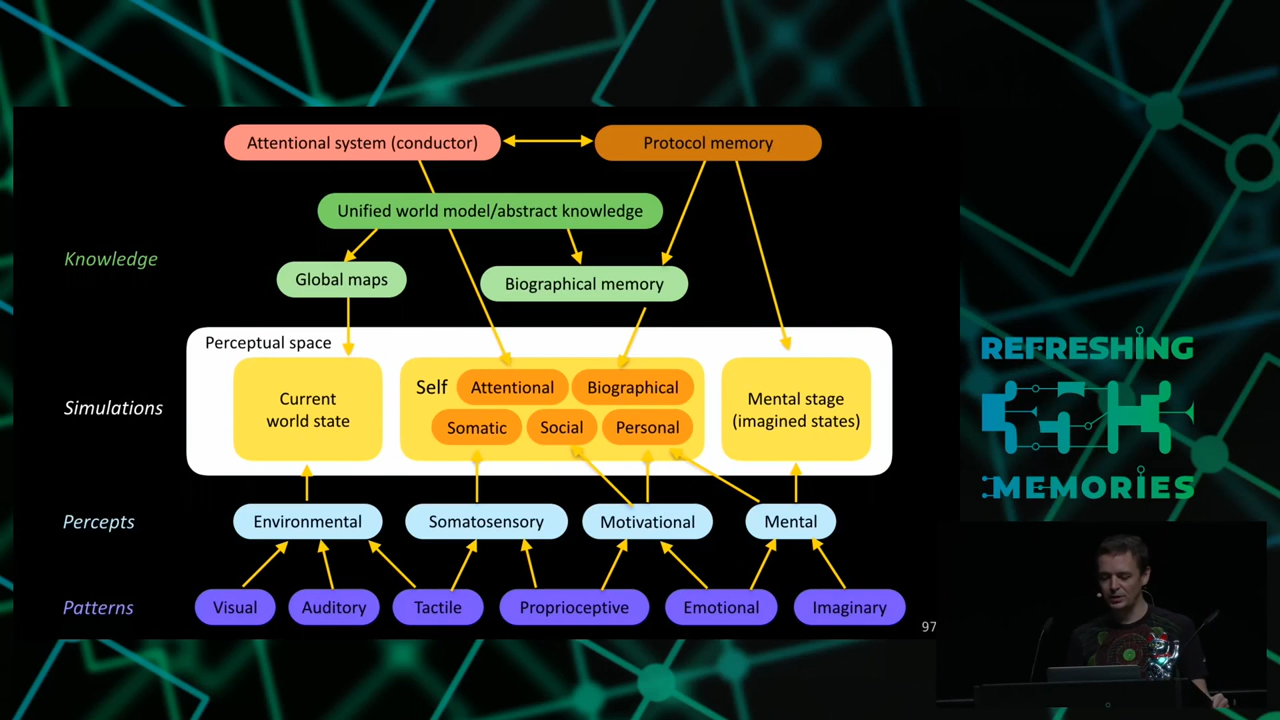 Attentional system (conductor)
Protocol memory
Unified world model/abstract knowledge
Knowledge
Global maps
Biographical memory
Perceptual space
Simulations
Current
world state
Self
Attentional
Biographical
Somatic
Social
Personal
Mental stage
(imagined states)
Percepts
Environmental
Somatosensory
Motivational
Mental
Patterns
Visual
Auditory
Tactile
Proprioceptive
Emotional
Imaginary
97
REFRESHING
MEMORIES